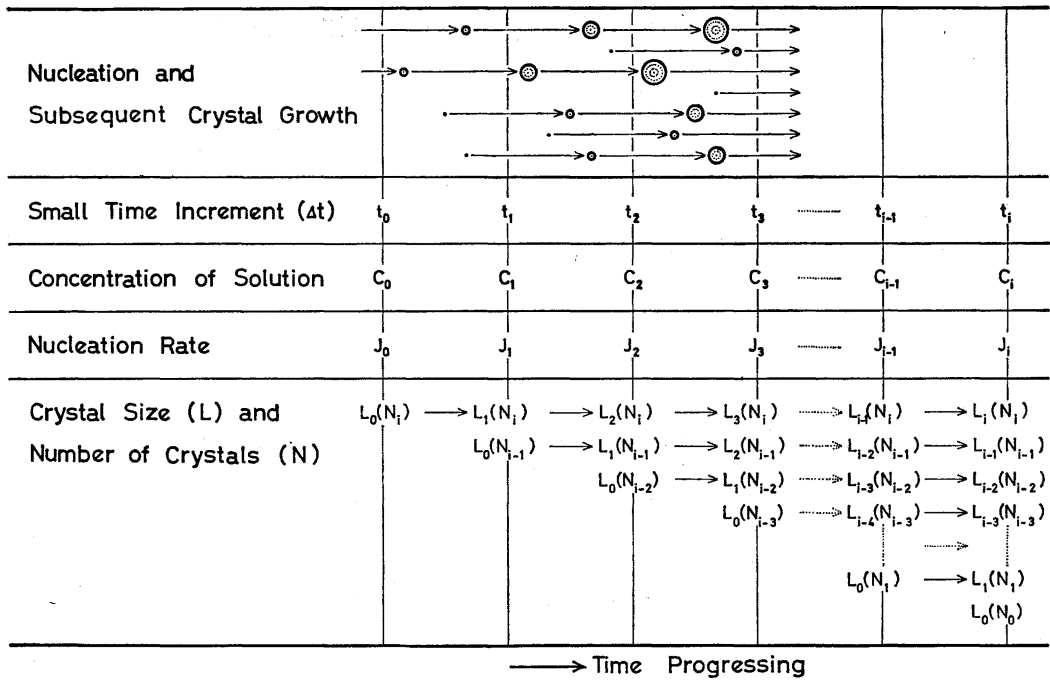 Nucleation and
Subsequent Crystal Growth
Small Time Increment (Δt) t₀ t₁ t₂ t₃ ┈┈ tᵢ₋₁ tᵢ
Concentration of Solution C₀ C₁ C₂ C₃ ┈┈ Cᵢ₋₁ Cᵢ
Nucleation Rate J₀ J₁ J₂ J₃ ┈┈ Jᵢ₋₁ Jᵢ
Crystal Size (L) and L₀(Nᵢ) → L₁(Nᵢ) → L₂(Nᵢ) → L₃(Nᵢ) ┈> Lᵢ₋₁(Nᵢ) → Lᵢ(Nᵢ)
Number of Crystals (N) L₀(Nᵢ₋₁) → L₁(Nᵢ₋₁) → L₂(Nᵢ₋₁) ┈> Lᵢ₋₂(Nᵢ₋₁) → Lᵢ₋₁(Nᵢ₋₁)
L₀(Nᵢ₋₂) → L₁(Nᵢ₋₂) ┈> Lᵢ₋₃(Nᵢ₋₂) → Lᵢ₋₂(Nᵢ₋₂)
L₀(Nᵢ₋₃) ┈> Lᵢ₋₄(Nᵢ₋₃) → Lᵢ₋₃(Nᵢ₋₃)
L₀(N₁) → L₁(N₁)
L₀(N₀)
→ Time Progressing